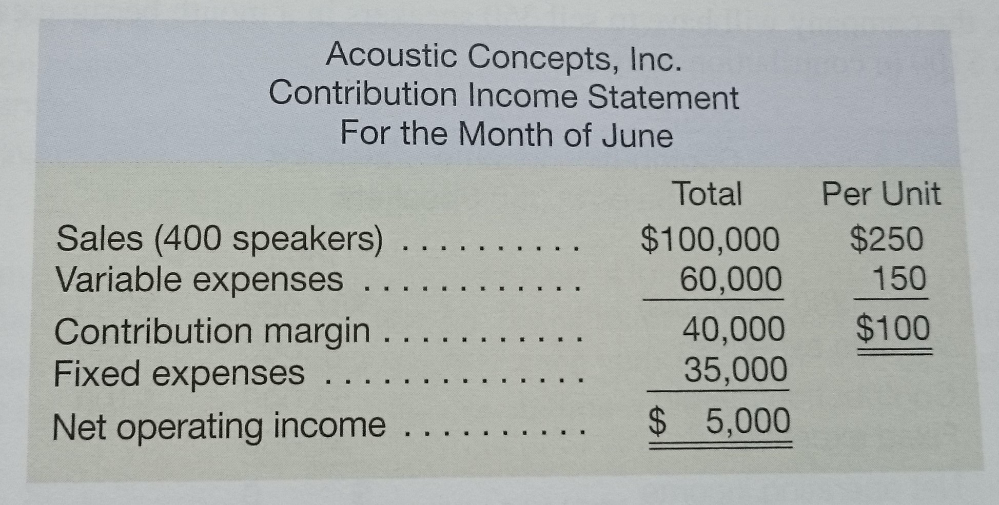 Acoustic Concepts, Inc.
Contribution Income Statement
For the Month of June
Total Per Unit
Sales (400 speakers) . . . . . . . . . . $100,000 $250
Variable expenses . . . . . . . . . . . . 60,000 150
Contribution margin . . . . . . . . . . . 40,000 $100
Fixed expenses . . . . . . . . . . . . . . 35,000
Net operating income . . . . . . . . . . $ 5,000